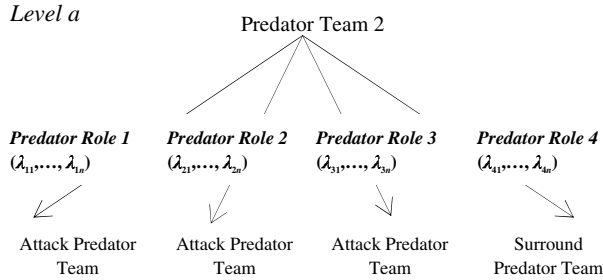 Level a
Predator Team 2
Predator Role 1 Predator Role 2 Predator Role 3 Predator Role 4
(λ₁₁,…, λ₁ₙ) (λ₂₁,…, λ₂ₙ) (λ₃₁,…, λ₃ₙ) (λ₄₁,…, λ₄ₙ)
Attack Predator Attack Predator Attack Predator Surround
Team Team Team Predator Team